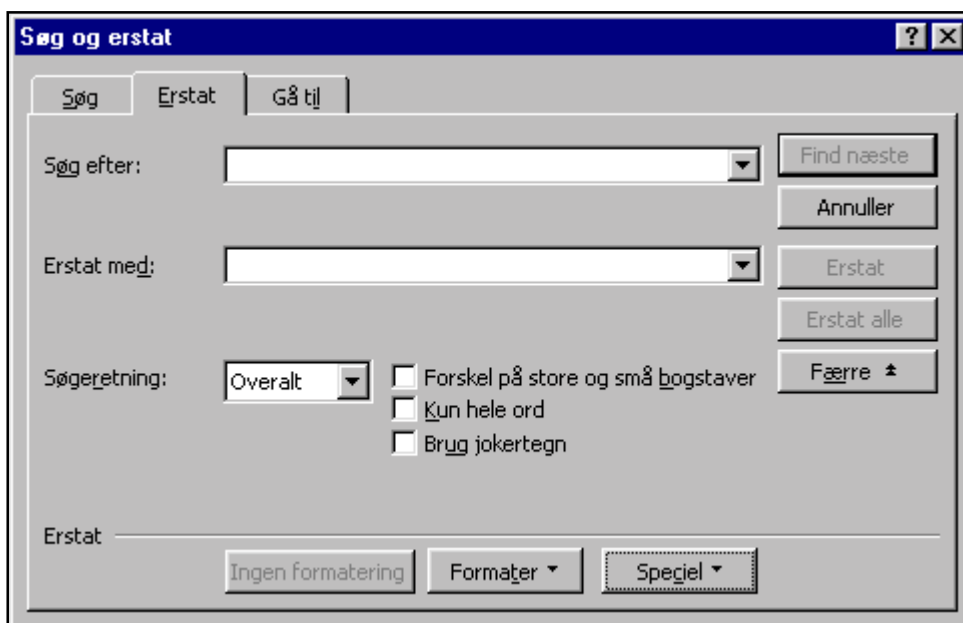 Søg og erstat
Søg Erstat Gå til
Søg efter: Find næste
Annuller
Erstat med: Erstat
Erstat alle
Søgeretning: Overalt Forskel på store og små bogstaver Færre
Kun hele ord
Brug jokertegn
Erstat
Ingen formatering Formater Speciel